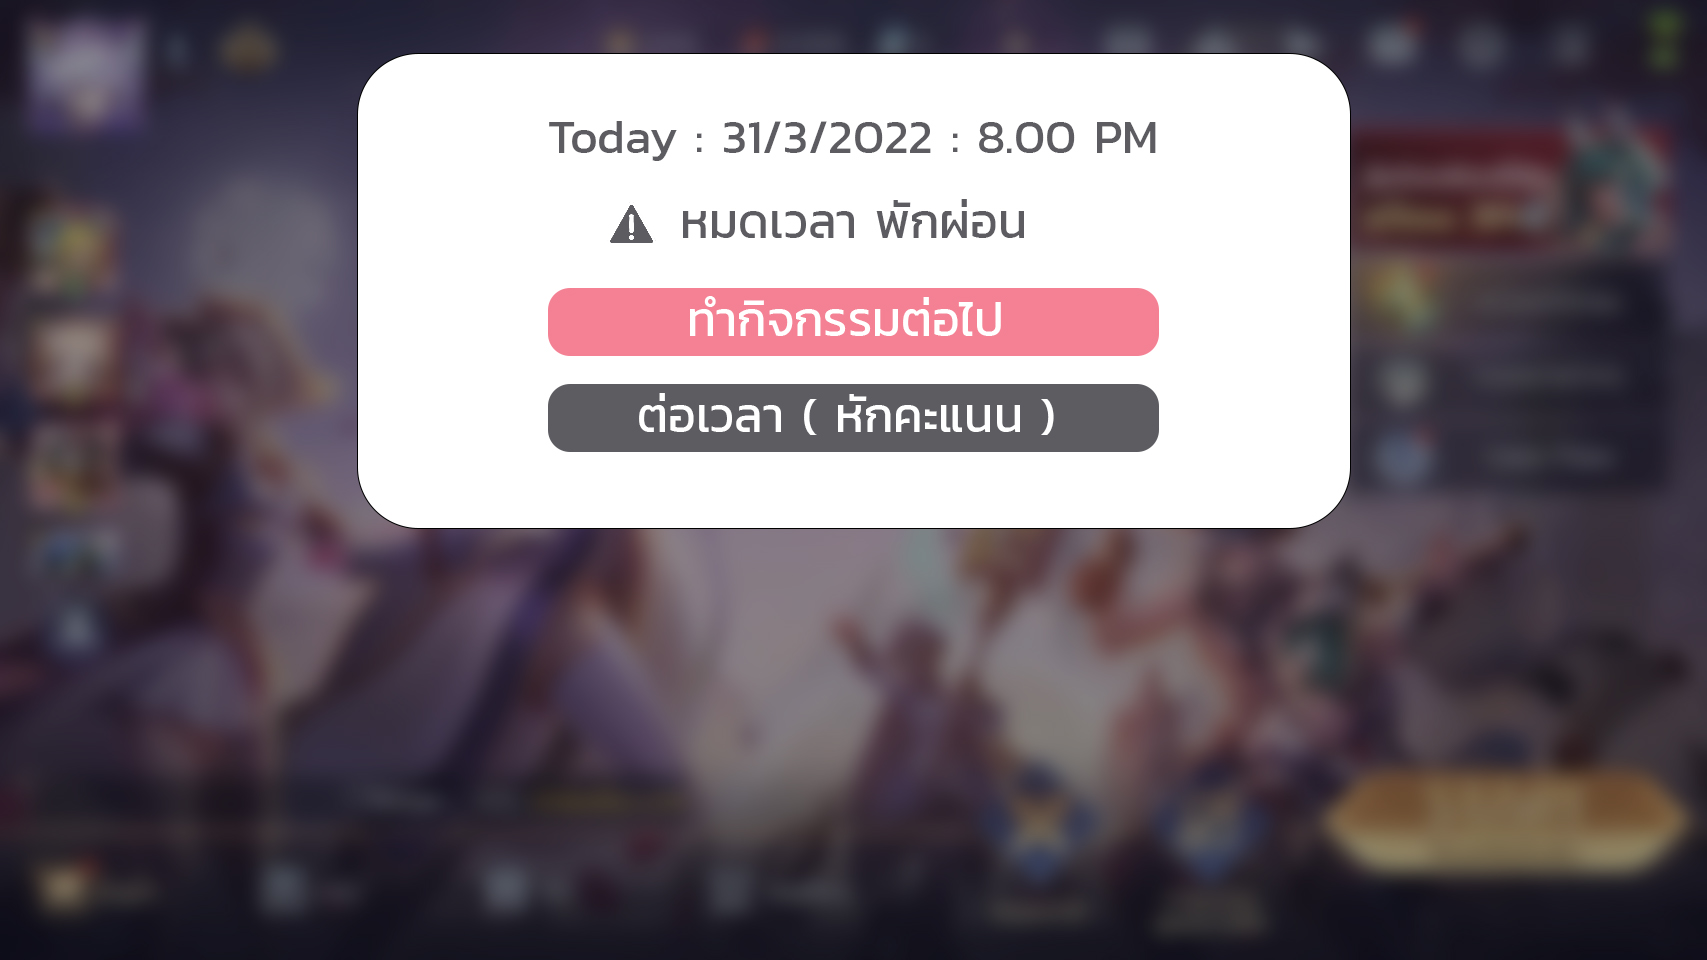 Today : 31/3/2022 : 8.00 PM
หมดเวลา พักผ่อน
ทำกิจกรรมต่อไป
ต่อเวลา ( หักคะแนน )